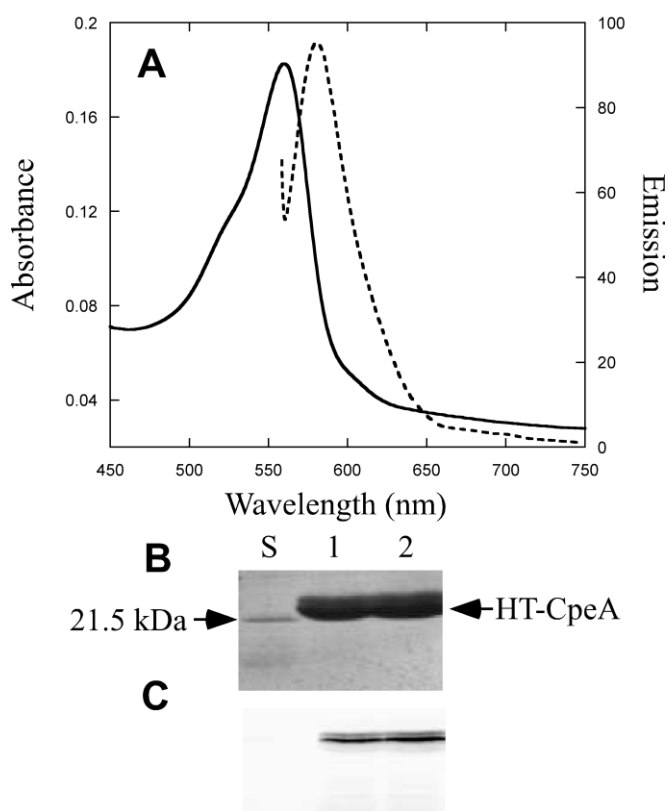 A
0.2
0.16
0.12
0.08
0.04
Absorbance
100
80
60
40
20
0
Emission
450 500 550 600 650 700 750
Wavelength (nm)
B
S 1 2
21.5 kDa
HT-CpeA
C